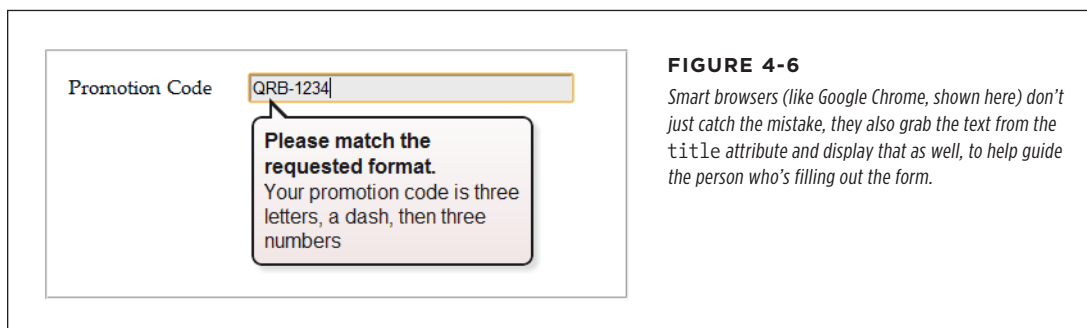 Promotion Code
QRB-1234
Please match the
requested format.
Your promotion code is three
letters, a dash, then three
numbers
FIGURE 4-6
Smart browsers (like Google Chrome, shown here) don't
just catch the mistake, they also grab the text from the
title attribute and display that as well, to help guide
the person who's filling out the form.